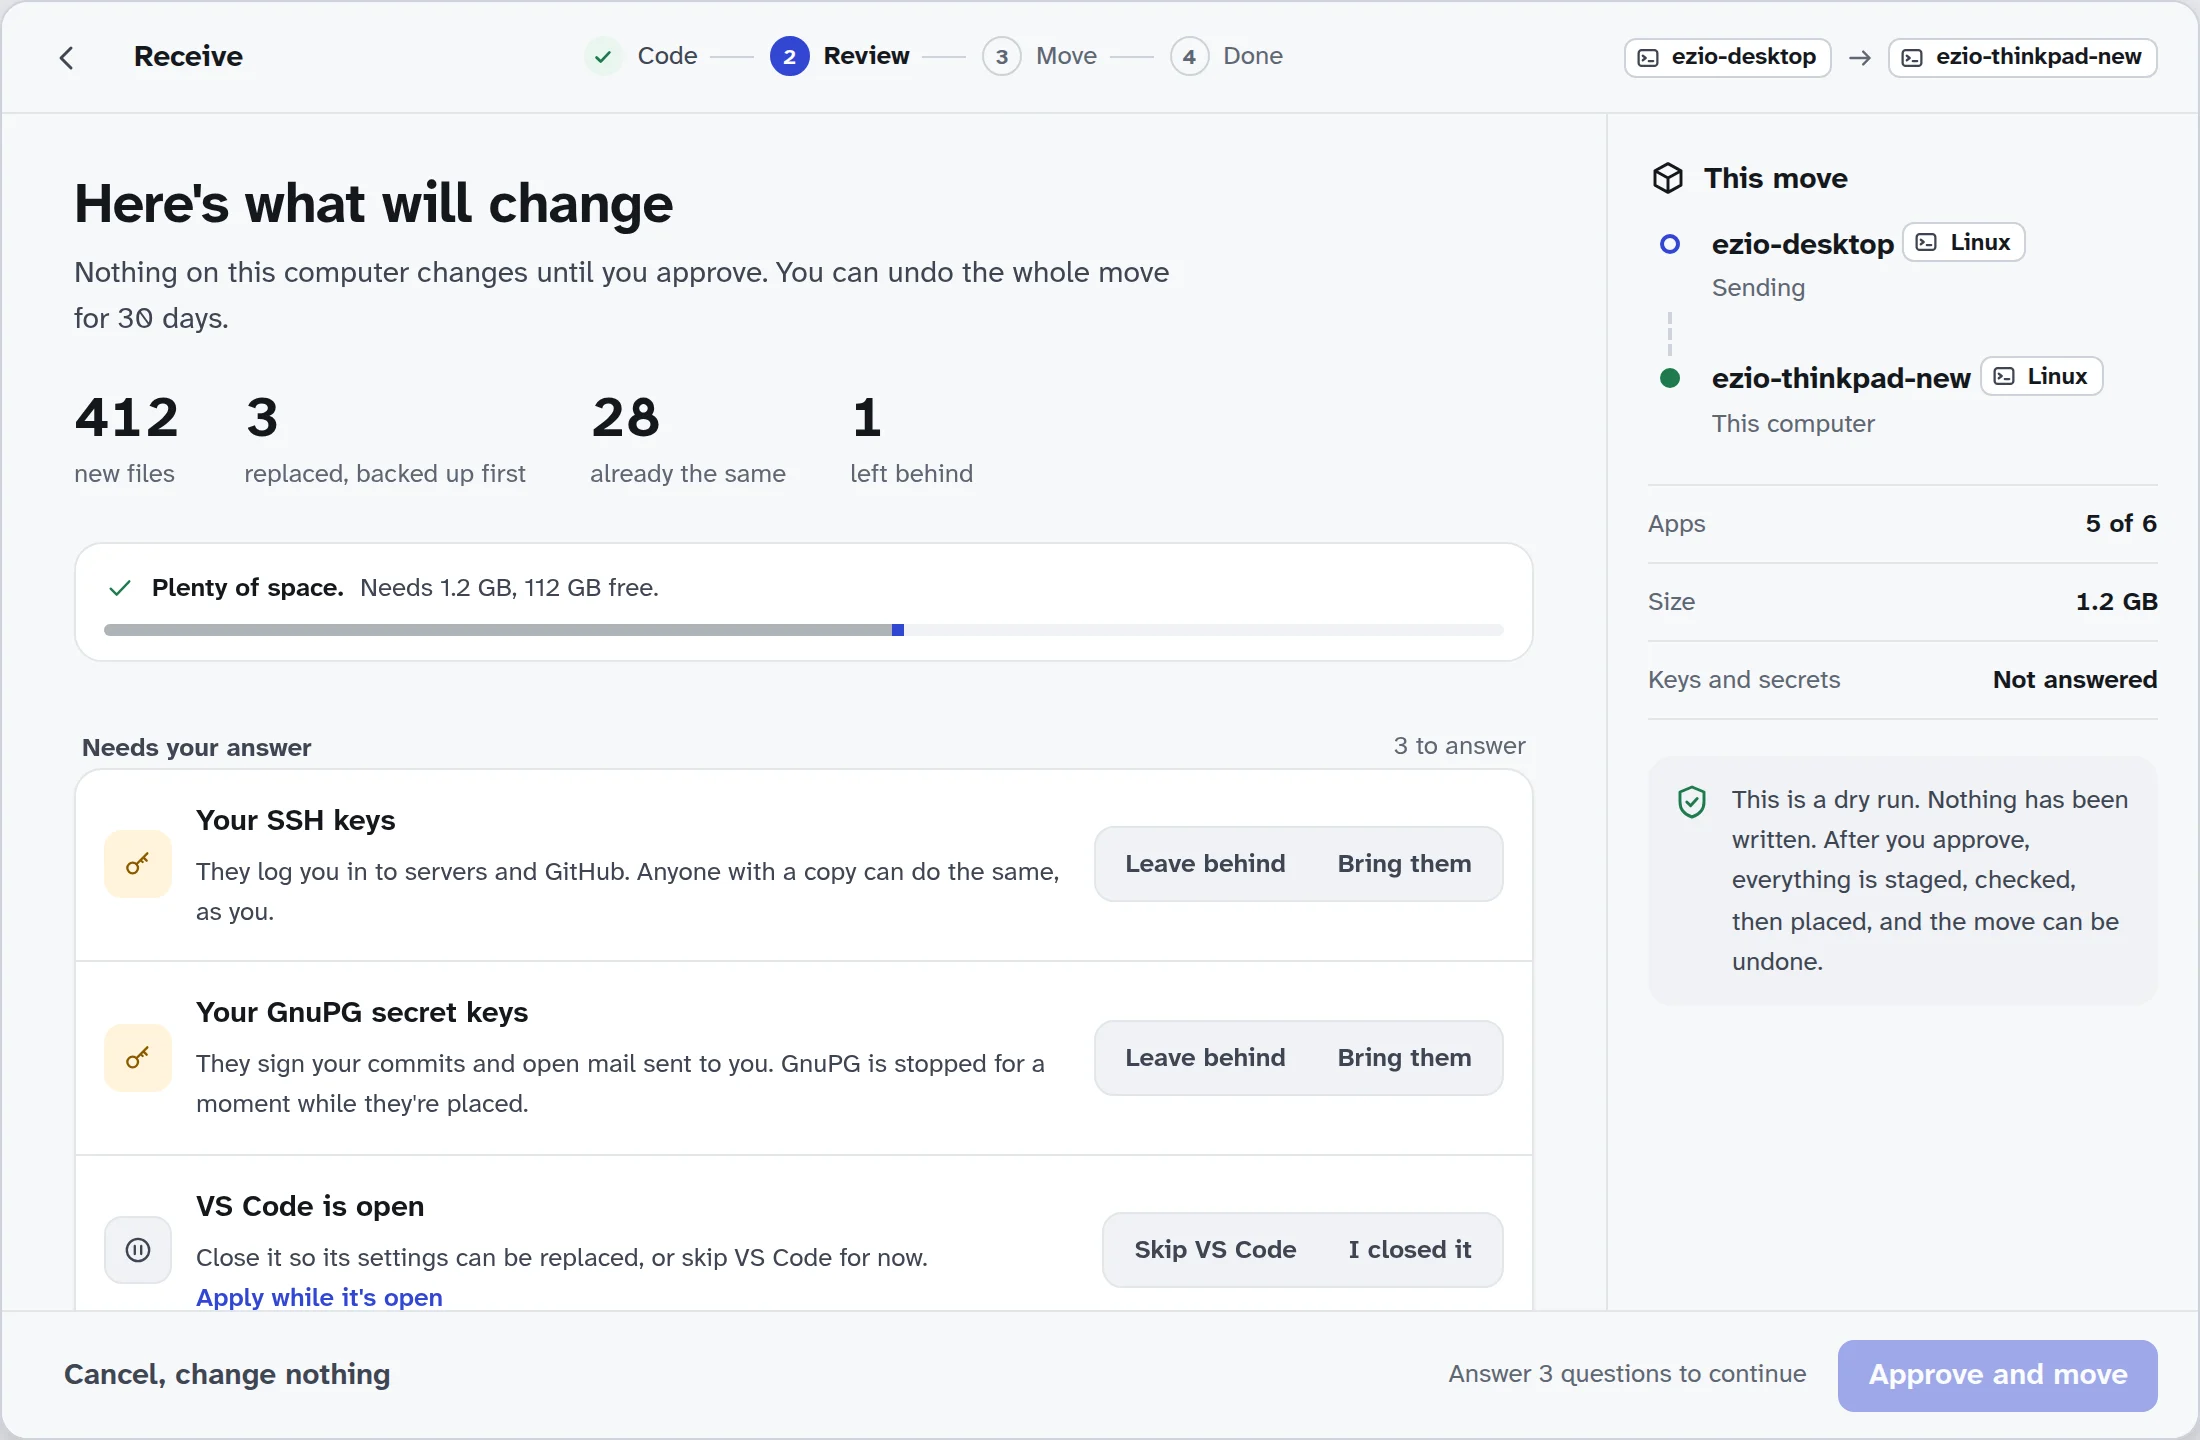 Receive
Code
2 Review
3 Move
4 Done
ezio-desktop → ezio-thinkpad-new
Here's what will change
Nothing on this computer changes until you approve. You can undo the whole move
for 30 days.
412
new files
3
replaced, backed up first
28
already the same
1
left behind
Plenty of space. Needs 1.2 GB, 112 GB free.
Needs your answer
3 to answer
Your SSH keys
They log you in to servers and GitHub. Anyone with a copy can do the same,
as you.
Leave behind
Bring them
Your GnuPG secret keys
They sign your commits and open mail sent to you. GnuPG is stopped for a
moment while they're placed.
Leave behind
Bring them
VS Code is open
Close it so its settings can be replaced, or skip VS Code for now.
Apply while it's open
Skip VS Code
I closed it
This move
ezio-desktop Linux
Sending
ezio-thinkpad-new Linux
This computer
Apps 5 of 6
Size 1.2 GB
Keys and secrets Not answered
This is a dry run. Nothing has been
written. After you approve,
everything is staged, checked,
then placed, and the move can be
undone.
Cancel, change nothing
Answer 3 questions to continue
Approve and move